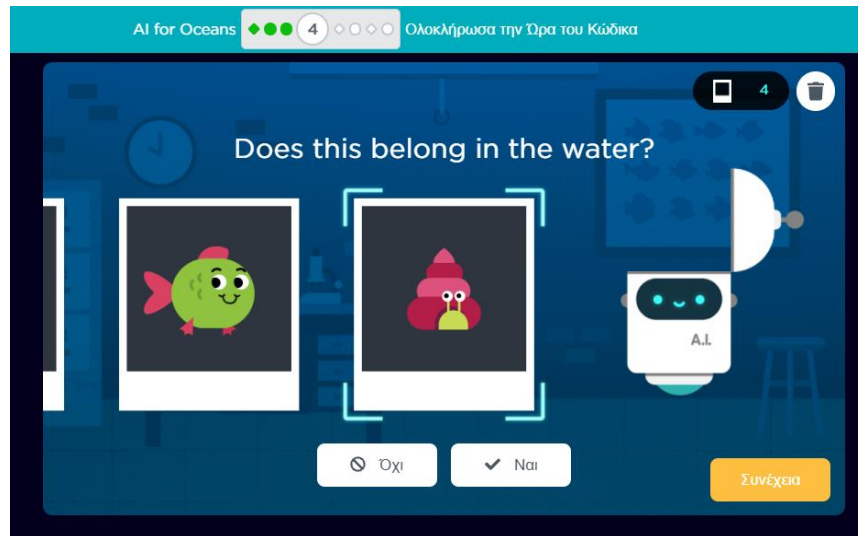 AI for Oceans 4 Ολοκλήρωσα την Ώρα του Κώδικα
4
Does this belong in the water?
A.I.
Όχι Ναι
Συνέχεια